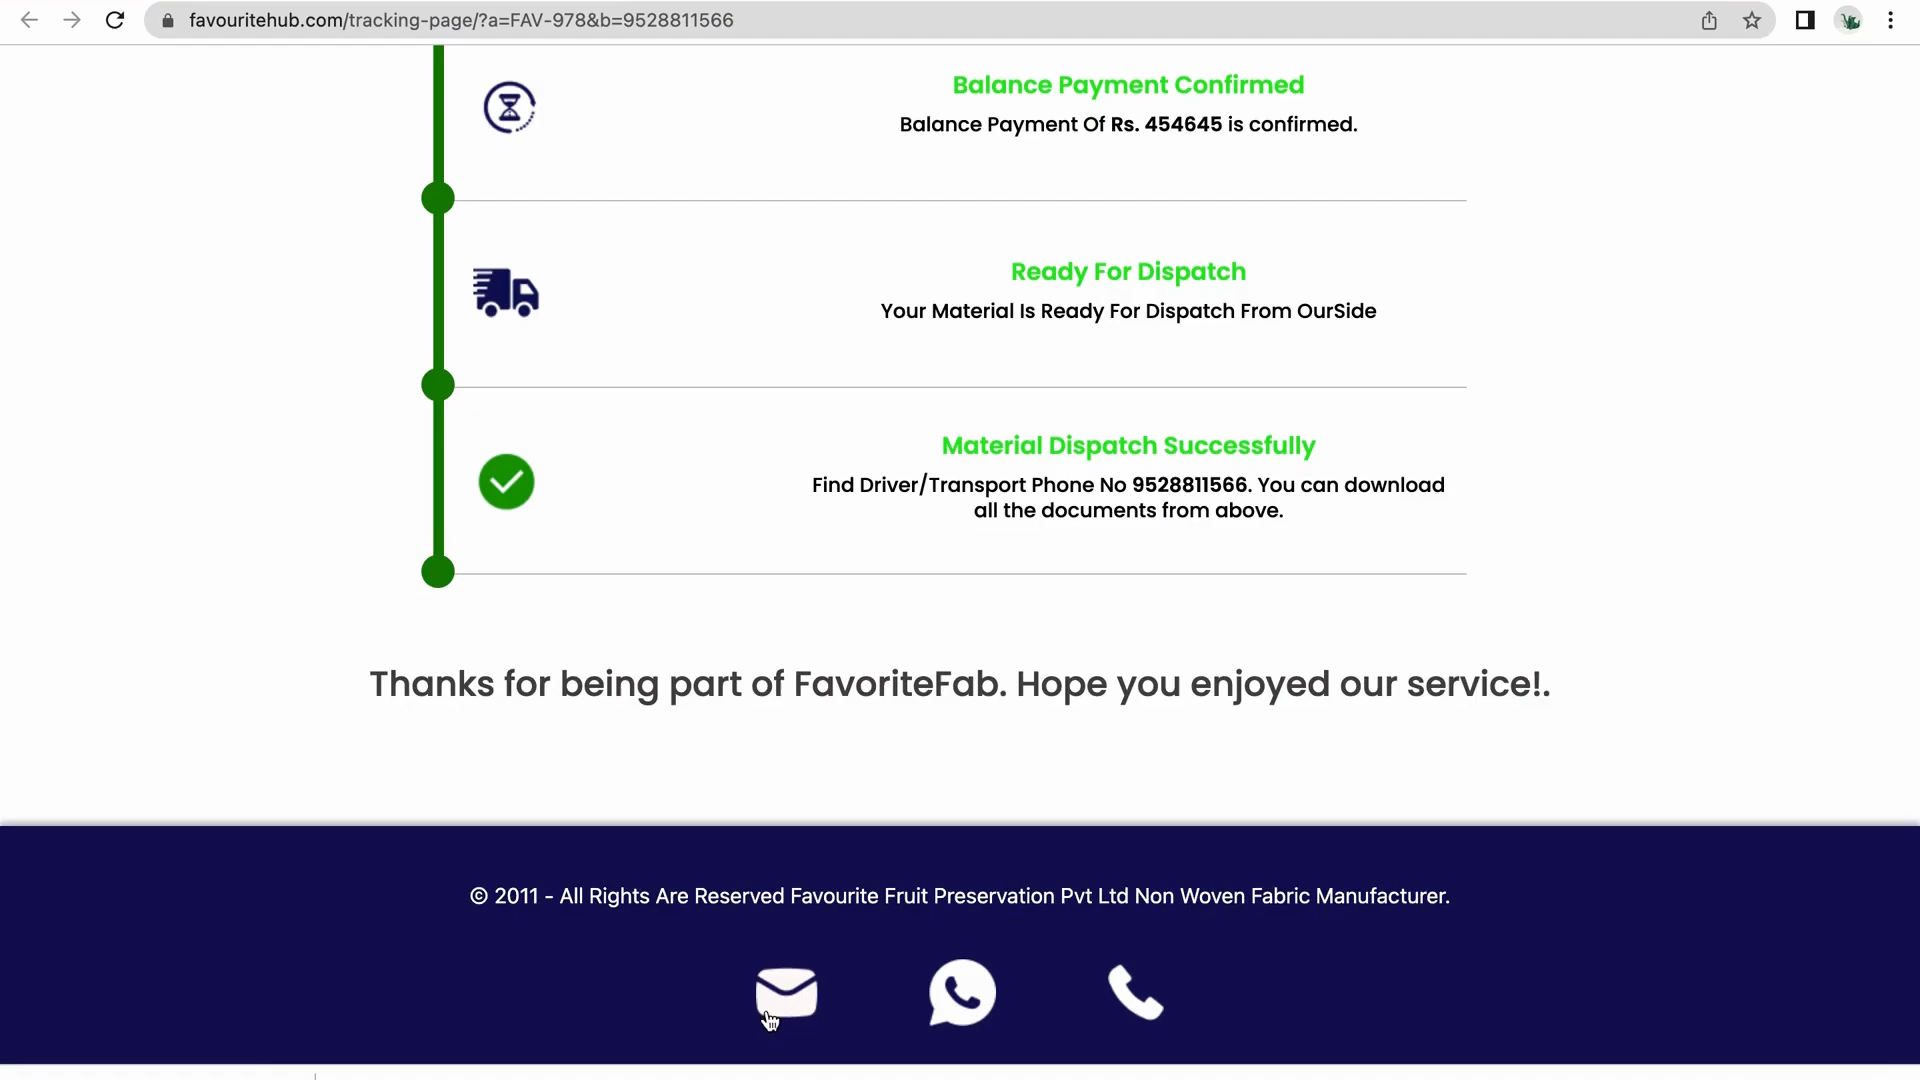 favouritehub.com/tracking-page/?a=FAV-978&b=9528811566
Balance Payment Confirmed
Balance Payment Of Rs. 454645 is confirmed.
Ready For Dispatch
Your Material Is Ready For Dispatch From OurSide
Material Dispatch Successfully
Find Driver/Transport Phone No 9528811566. You can download
all the documents from above.
Thanks for being part of FavoriteFab. Hope you enjoyed our service!.
© 2011 - All Rights Are Reserved Favourite Fruit Preservation Pvt Ltd Non Woven Fabric Manufacturer.